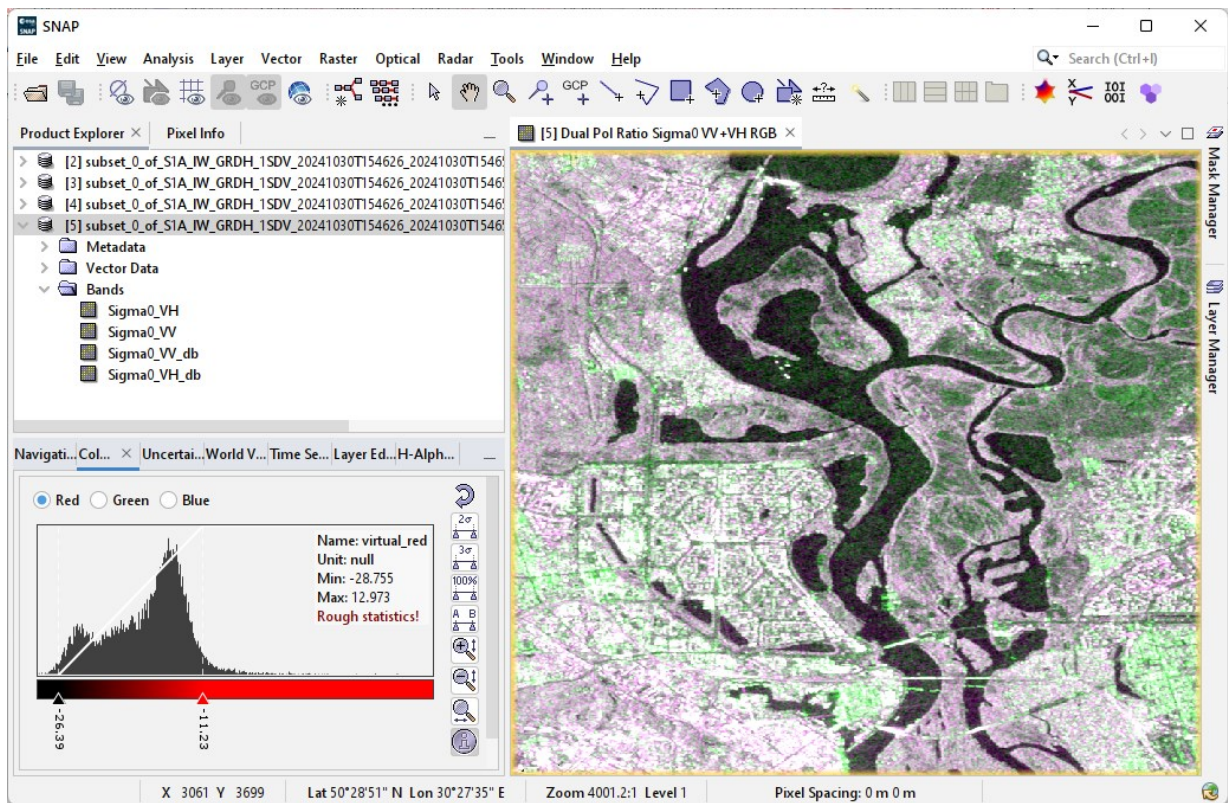 SNAP
File Edit View Analysis Layer Vector Raster Optical Radar Tools Window Help
Search (Ctrl+I)
GCP GCP
Product Explorer Pixel Info
[5] Dual Pol Ratio Sigma0 VV+VH RGB
[2] subset_0_of_S1A_IW_GRDH_1SDV_20241030T154626_20241030T1546
[3] subset_0_of_S1A_IW_GRDH_1SDV_20241030T154626_20241030T1546
[4] subset_0_of_S1A_IW_GRDH_1SDV_20241030T154626_20241030T1546
[5] subset_0_of_S1A_IW_GRDH_1SDV_20241030T154626_20241030T1546
Metadata
Vector Data
Bands
Sigma0_VH
Sigma0_VV
Sigma0_VV_db
Sigma0_VH_db
Mask Manager
Layer Manager
Navigati... Col... Uncertai... World V... Time Se... Layer Ed... H-Alph...
Red Green Blue
Name: virtual_red
Unit: null
Min: -28.755
Max: 12.973
Rough statistics!
2σ
3σ
100%
A B
-26.39
-11.23
X 3061 Y 3699 Lat 50°28'51" N Lon 30°27'35" E Zoom 4001.2:1 Level 1 Pixel Spacing: 0 m 0 m